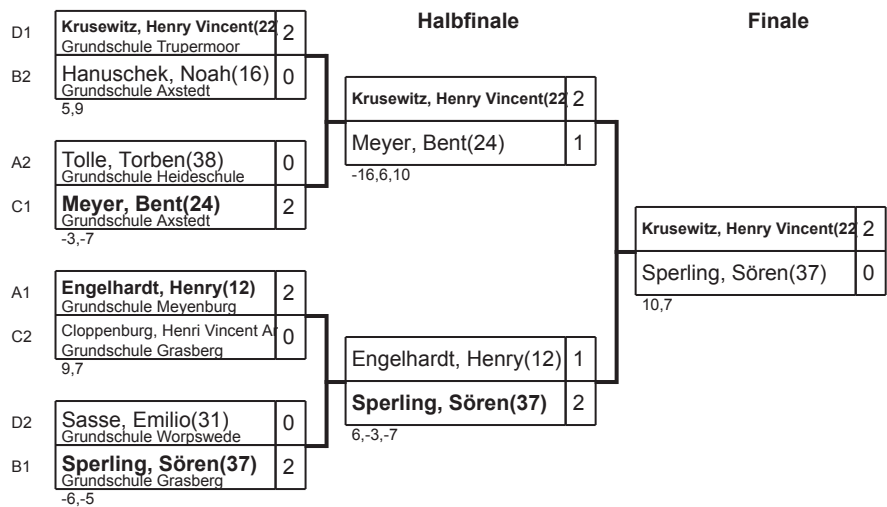 Halbfinale
Finale
D1
Krusewitz, Henry Vincent(22
2
Grundschule Trupermoor
B2
Hanuschek, Noah(16)
0
Grundschule Axstedt
5,9
A2
Tolle, Torben(38)
0
Grundschule Heideschule
C1
Meyer, Bent(24)
2
Grundschule Axstedt
-3,-7
A1
Engelhardt, Henry(12)
2
Grundschule Meyenburg
C2
Cloppenburg, Henri Vincent Ar
0
Grundschule Grasberg
9,7
D2
Sasse, Emilio(31)
0
Grundschule Worpswede
B1
Sperling, Sören(37)
2
Grundschule Grasberg
-6,-5
Krusewitz, Henry Vincent(22
2
Meyer, Bent(24)
1
-16,6,10
Engelhardt, Henry(12)
1
Sperling, Sören(37)
2
6,-3,-7
Krusewitz, Henry Vincent(22
2
Sperling, Sören(37)
0
10,7